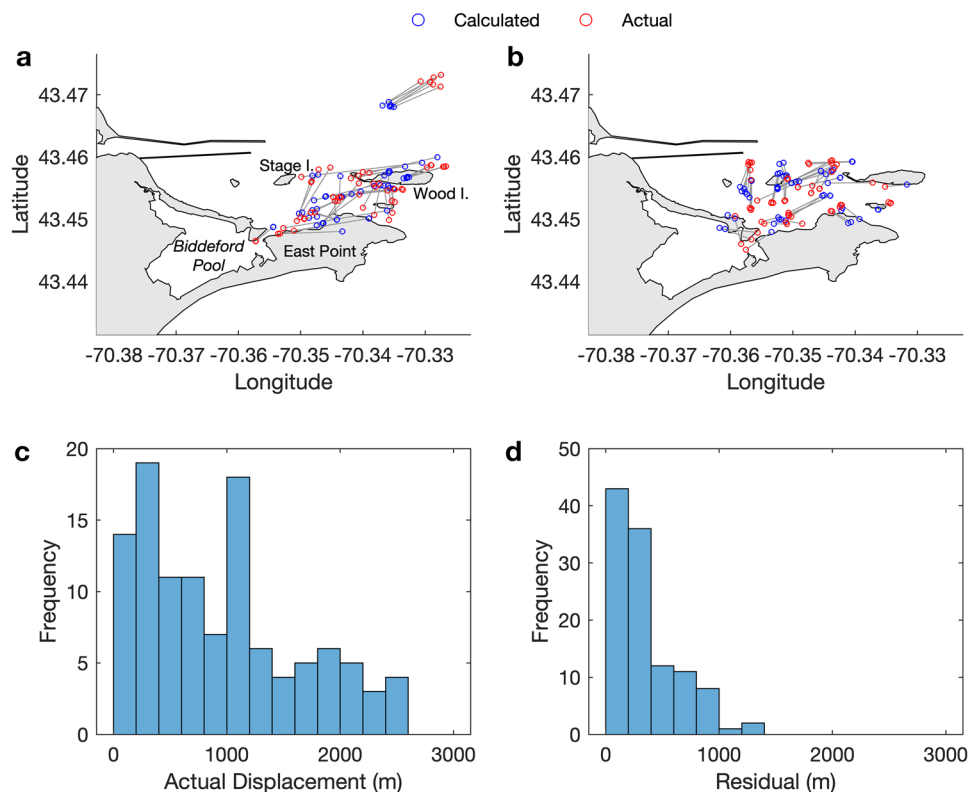 Calculated Actual
a
43.47
43.46
43.45
43.44
Latitude
Stage I.
Wood I.
Biddeford
Pool
East Point
-70.38 -70.37 -70.36 -70.35 -70.34 -70.33
Longitude
b
43.47
43.46
43.45
43.44
Latitude
-70.38 -70.37 -70.36 -70.35 -70.34 -70.33
Longitude
c
20
15
10
5
0
Frequency
0 1000 2000 3000
Actual Displacement (m)
d
50
40
30
20
10
0
Frequency
0 1000 2000 3000
Residual (m)